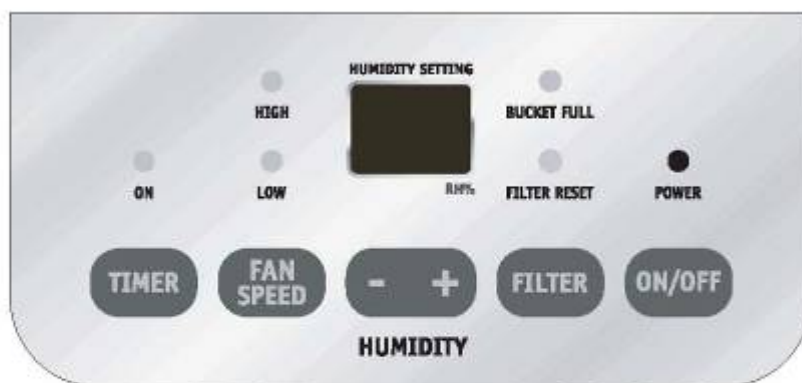 HUMIDITY SETTING
HIGH
BUCKET FULL
ON
LOW
RH%
FILTER RESET
POWER
TIMER
FAN
SPEED
- +
FILTER
ON/OFF
HUMIDITY